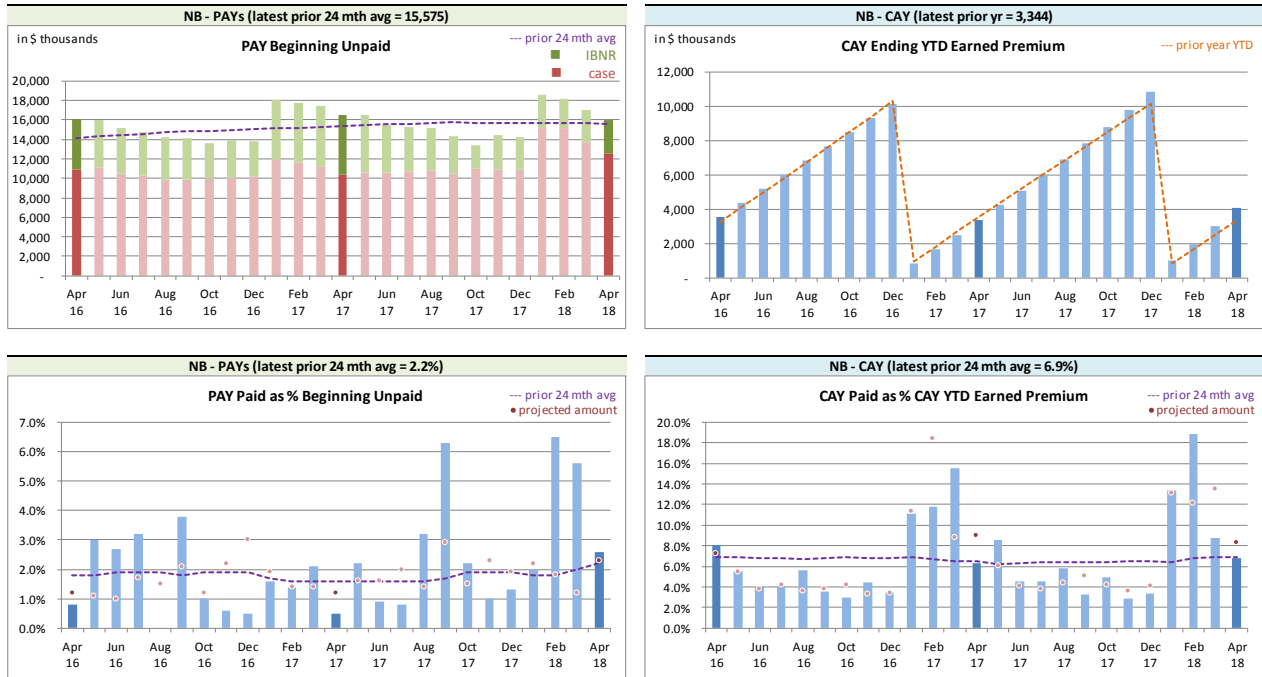 NB - PAYs (latest prior 24 mth avg = 15,575)
in $ thousands
PAY Beginning Unpaid
--- prior 24 mth avg
IBNR
case
20,000
18,000
16,000
14,000
12,000
10,000
8,000
6,000
4,000
2,000
-
Apr Jun Aug Oct Dec Feb Apr Jun Aug Oct Dec Feb Apr
16 16 16 16 16 17 17 17 17 17 17 18 18
NB - CAY (latest prior yr = 3,344)
in $ thousands
CAY Ending YTD Earned Premium
--- prior year YTD
12,000
10,000
8,000
6,000
4,000
2,000
-
Apr Jun Aug Oct Dec Feb Apr Jun Aug Oct Dec Feb Apr
16 16 16 16 16 17 17 17 17 17 17 18 18
NB - PAYs (latest prior 24 mth avg = 2.2%)
PAY Paid as % Beginning Unpaid
--- prior 24 mth avg
projected amount
7.0%
6.0%
5.0%
4.0%
3.0%
2.0%
1.0%
0.0%
Apr Jun Aug Oct Dec Feb Apr Jun Aug Oct Dec Feb Apr
16 16 16 16 16 17 17 17 17 17 17 18 18
NB - CAY (latest prior 24 mth avg = 6.9%)
CAY Paid as % CAY YTD Earned Premium
--- prior 24 mth avg
projected amount
20.0%
18.0%
16.0%
14.0%
12.0%
10.0%
8.0%
6.0%
4.0%
2.0%
0.0%
Apr Jun Aug Oct Dec Feb Apr Jun Aug Oct Dec Feb Apr
16 16 16 16 16 17 17 17 17 17 17 18 18